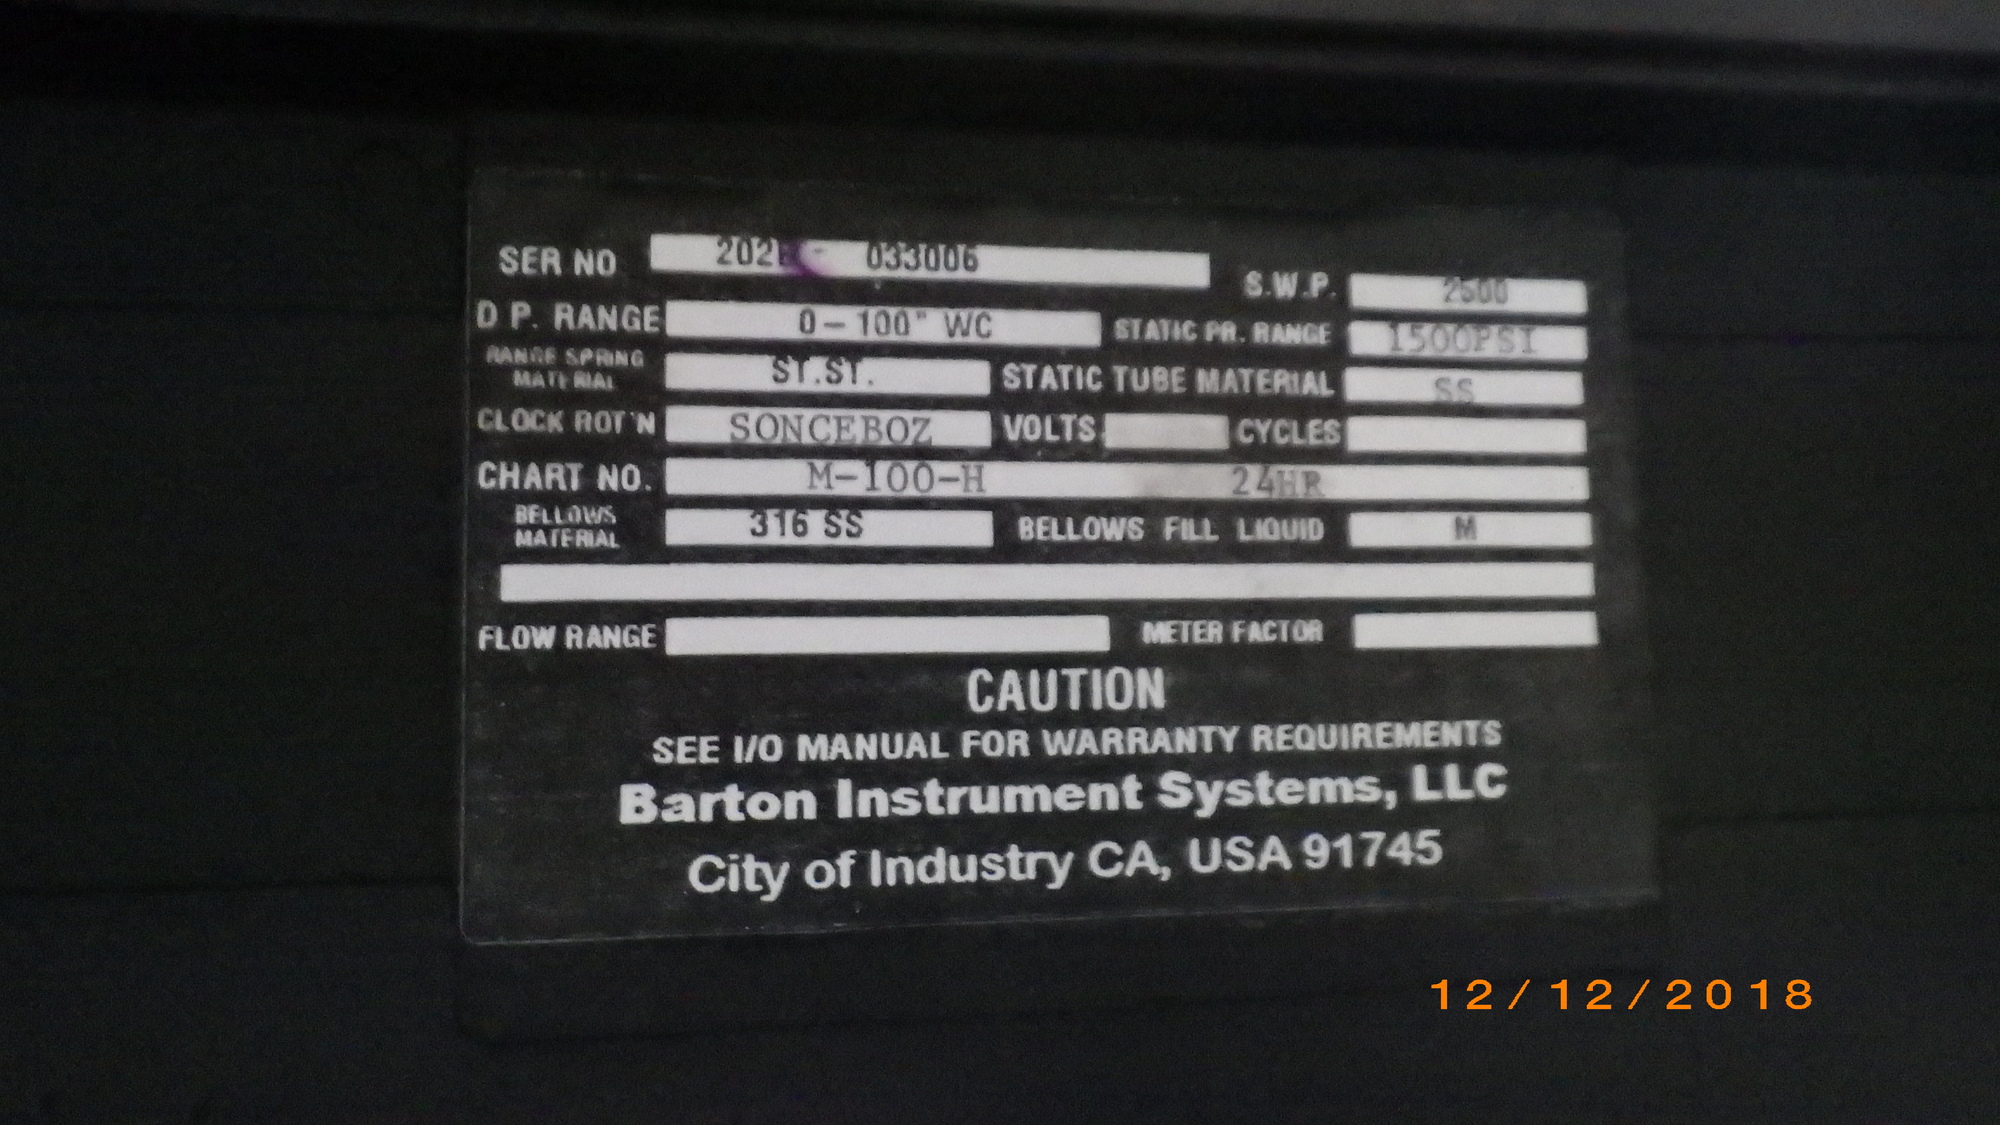 SER NO 202 - 033006
S.W.P. 2500
D P. RANGE 0-100" WC STATIC PR. RANGE 1500PSI
RANGE SPRING MATERIAL ST.ST. STATIC TUBE MATERIAL SS
CLOCK ROT'N SONCEBOZ VOLTS CYCLES
CHART NO. M-100-H 24HR
BELLOWS MATERIAL 316 SS BELLOWS FILL LIQUID M
FLOW RANGE METER FACTOR
CAUTION
SEE I/O MANUAL FOR WARRANTY REQUIREMENTS
Barton Instrument Systems, LLC
City of Industry CA, USA 91745
12/12/2018